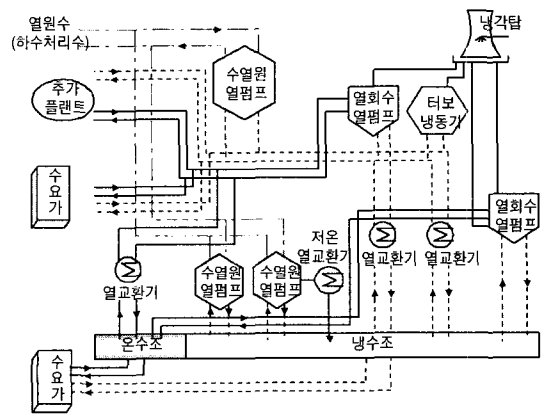 열원수
(하수처리수)
냉각탑
수열원
열펌프
추가
플랜트
열회수
열펌프
터보
냉동기
수
요
가
열회수
열펌프
저온
열교환기
수열원
열펌프
수열원
열펌프
열교환기
열교환기
열교환기
온수조
냉수조
수
요
가